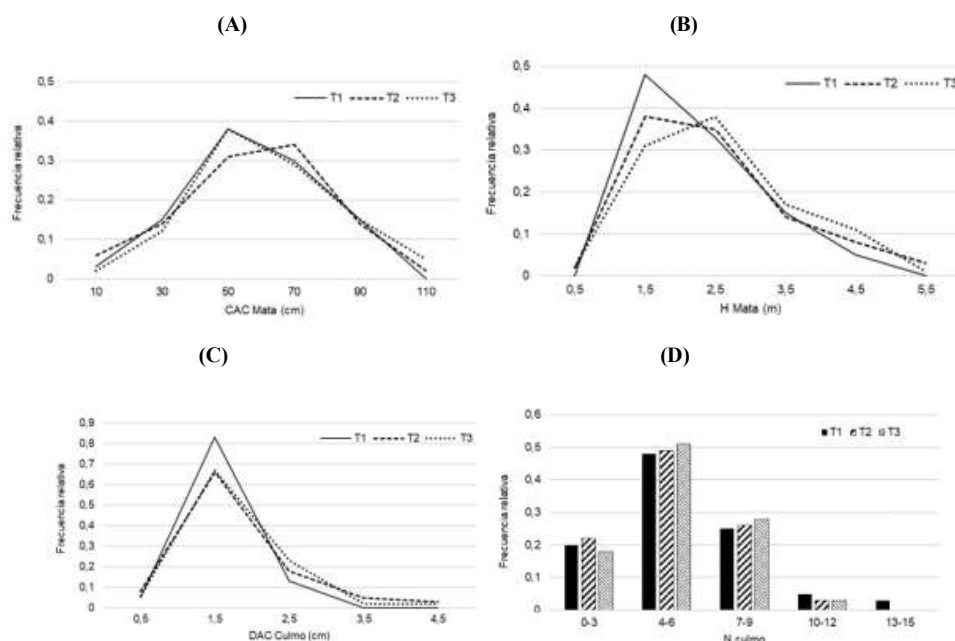 (A)
0,5
0,4
0,3
0,2
0,1
0
Frecuencia relativa
T1 T2 T3
10 30 50 70 90 110
CAC Mata (cm)
(B)
0,5
0,4
0,3
0,2
0,1
0
Frecuencia relativa
T1 T2 T3
0,5 1,5 2,5 3,5 4,5 5,5
H Mata (m)
(C)
0,9
0,8
0,7
0,6
0,5
0,4
0,3
0,2
0,1
0
Frecuencia relativa
T1 T2 T3
0,5 1,5 2,5 3,5 4,5
DAC Culmo (cm)
(D)
0,6
0,5
0,4
0,3
0,2
0,1
0
Frecuencia relativa
T1 T2 T3
0-3 4-6 7-9 10-12 13-15
N culmo